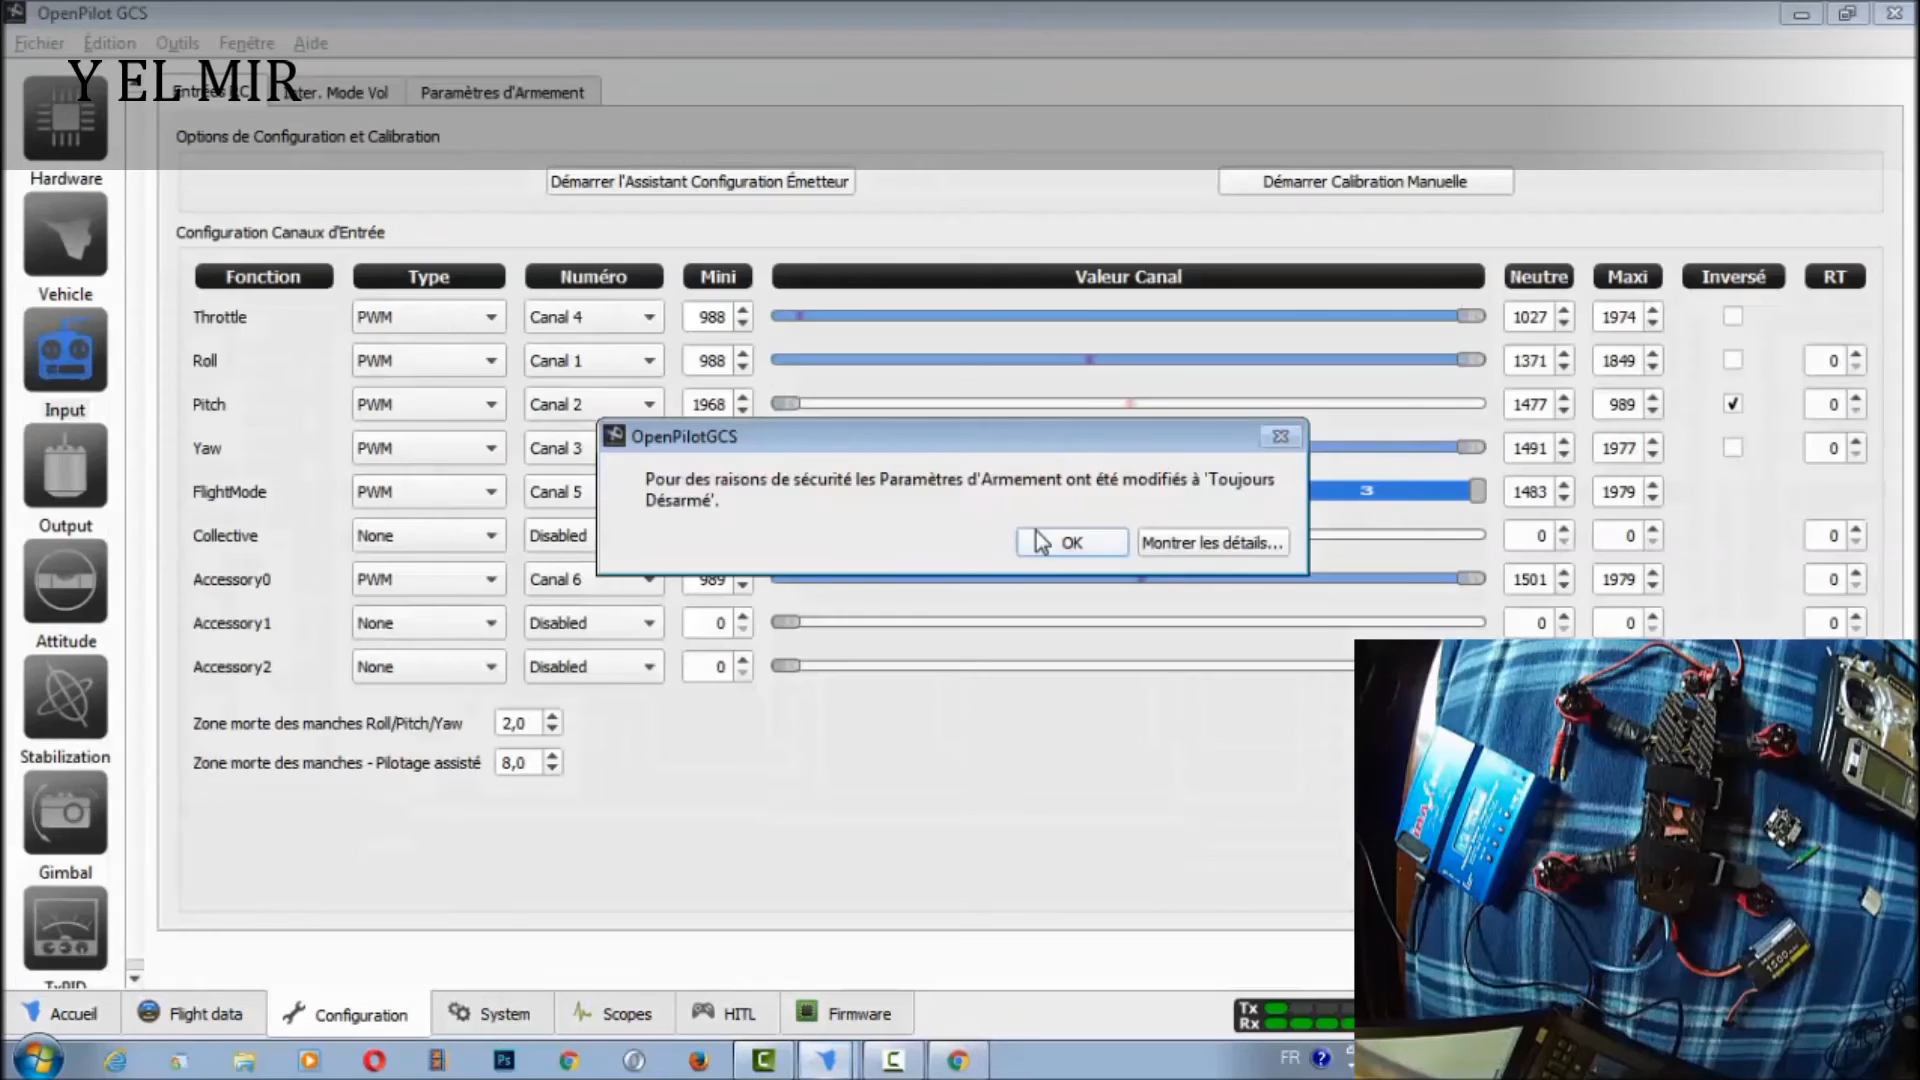 OpenPilot GCS
Fichier Édition Outils Fenêtre Aide
Y EL MIR
Entrées RC Inter. Mode Vol Paramètres d'Armement
Options de Configuration et Calibration
Démarrer l'Assistant Configuration Émetteur Démarrer Calibration Manuelle
Configuration Canaux d'Entrée
Fonction Type Numéro Mini Valeur Canal Neutre Maxi Inversé RT
Throttle PWM Canal 4 988 1027 1974
Roll PWM Canal 1 988 1371 1849 0
Pitch PWM Canal 2 1968 1477 989 0
Yaw PWM Canal 3 1491 1977 0
FlightMode PWM Canal 5 3 1483 1979
Collective None Disabled 0 0 0
Accessory0 PWM Canal 6 989 1501 1979 0
Accessory1 None Disabled 0 0 0 0
Accessory2 None Disabled 0
Zone morte des manches Roll/Pitch/Yaw 2,0
Zone morte des manches - Pilotage assisté 8,0
OpenPilotGCS
Pour des raisons de sécurité les Paramètres d'Armement ont été modifiés à 'Toujours
Désarmé'.
OK Montrer les détails...
Hardware
Vehicle
Input
Output
Attitude
Stabilization
Gimbal
TxPID
Accueil Flight data Configuration System Scopes HITL Firmware
Tx
Rx
Ps C C FR ?
1500